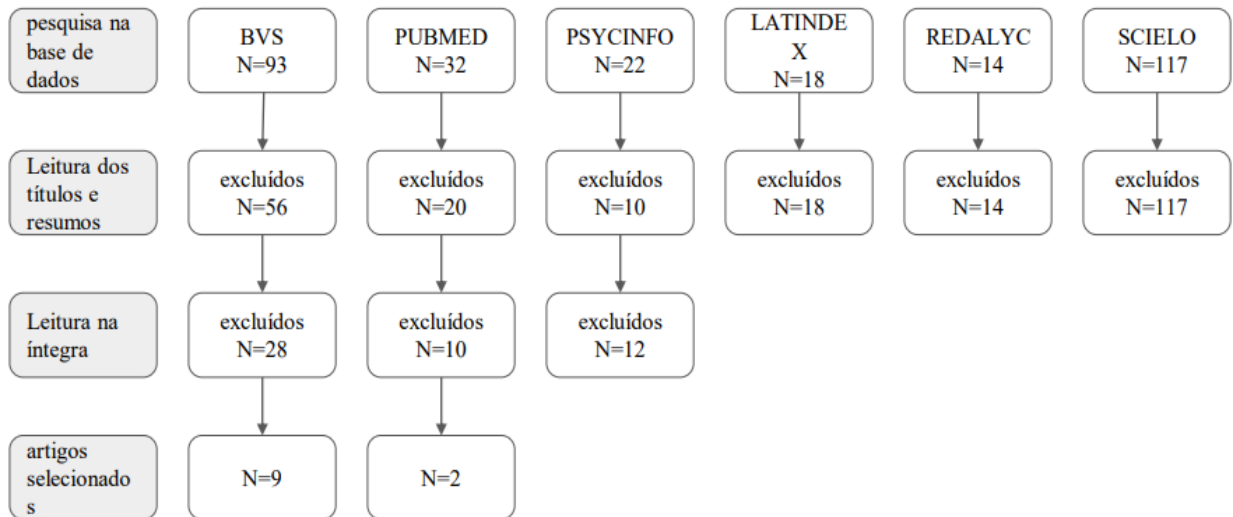 pesquisa na
base de
dados
BVS
N=93
PUBMED
N=32
PSYCINFO
N=22
LATINDE
X
N=18
REDALYC
N=14
SCIELO
N=117
Leitura dos
títulos e
resumos
excluídos
N=56
excluídos
N=20
excluídos
N=10
excluídos
N=18
excluídos
N=14
excluídos
N=117
Leitura na
íntegra
excluídos
N=28
excluídos
N=10
excluídos
N=12
artigos
selecionado
s
N=9
N=2